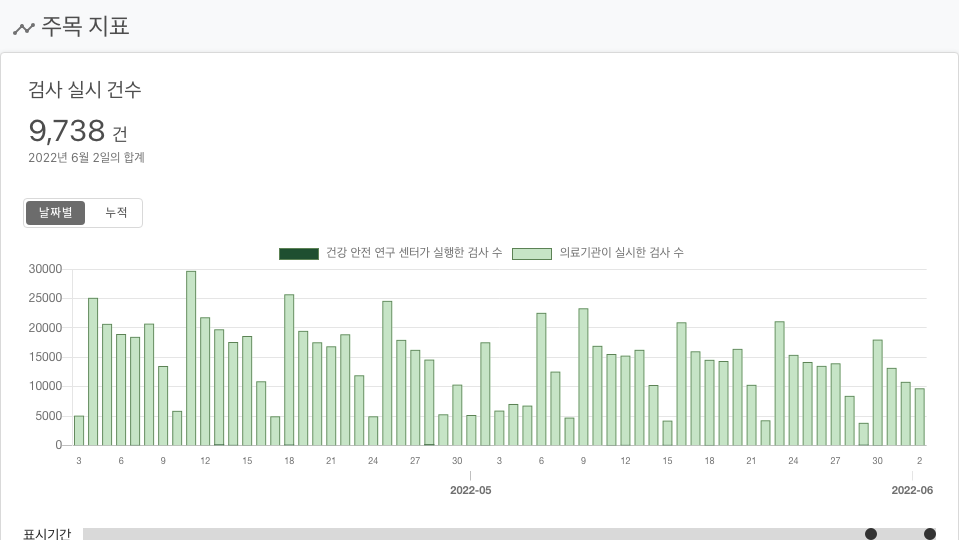 주목 지표
검사 실시 건수
9,738 건
2022년 6월 2일의 합계
날짜별 누적
건강 안전 연구 센터가 실행한 검사 수 의료기관이 실시한 검사 수
30000
25000
20000
15000
10000
5000
0
3 6 9 12 15 18 21 24 27 30 3 6 9 12 15 18 21 24 27 30 2
2022-05 2022-06
표시기간